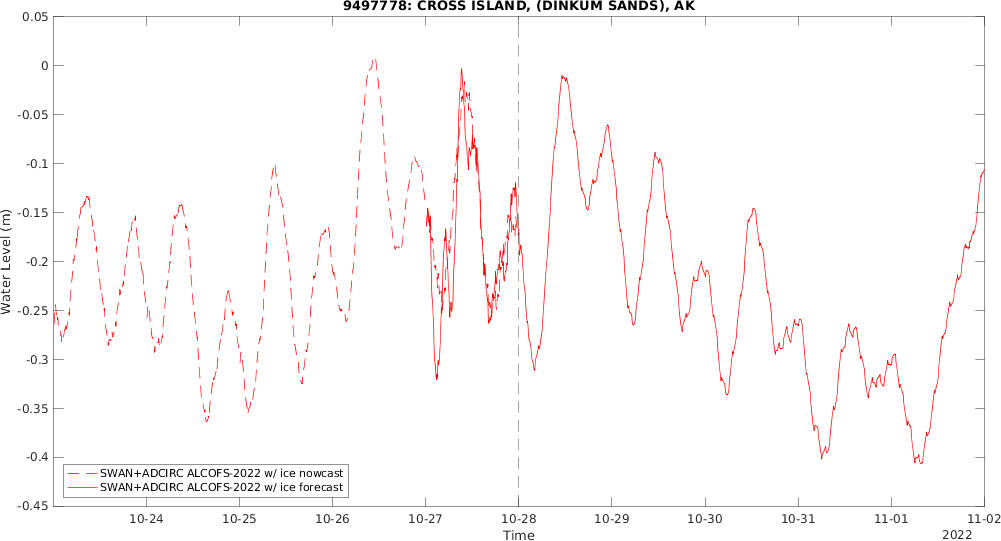 9497778: CROSS ISLAND, (DINKUM SANDS), AK
Water Level (m)
0.05
0
-0.05
-0.1
-0.15
-0.2
-0.25
-0.3
-0.35
-0.4
-0.45
SWAN+ADCIRC ALCOFS-2022 w/ ice nowcast
SWAN+ADCIRC ALCOFS-2022 w/ ice forecast
10-24 10-25 10-26 10-27 10-28 10-29 10-30 10-31 11-01 11-02
Time
2022